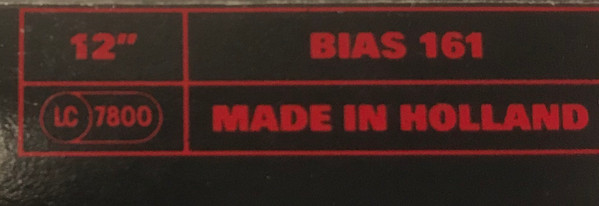 12" BIAS 161
LC 7800 MADE IN HOLLAND